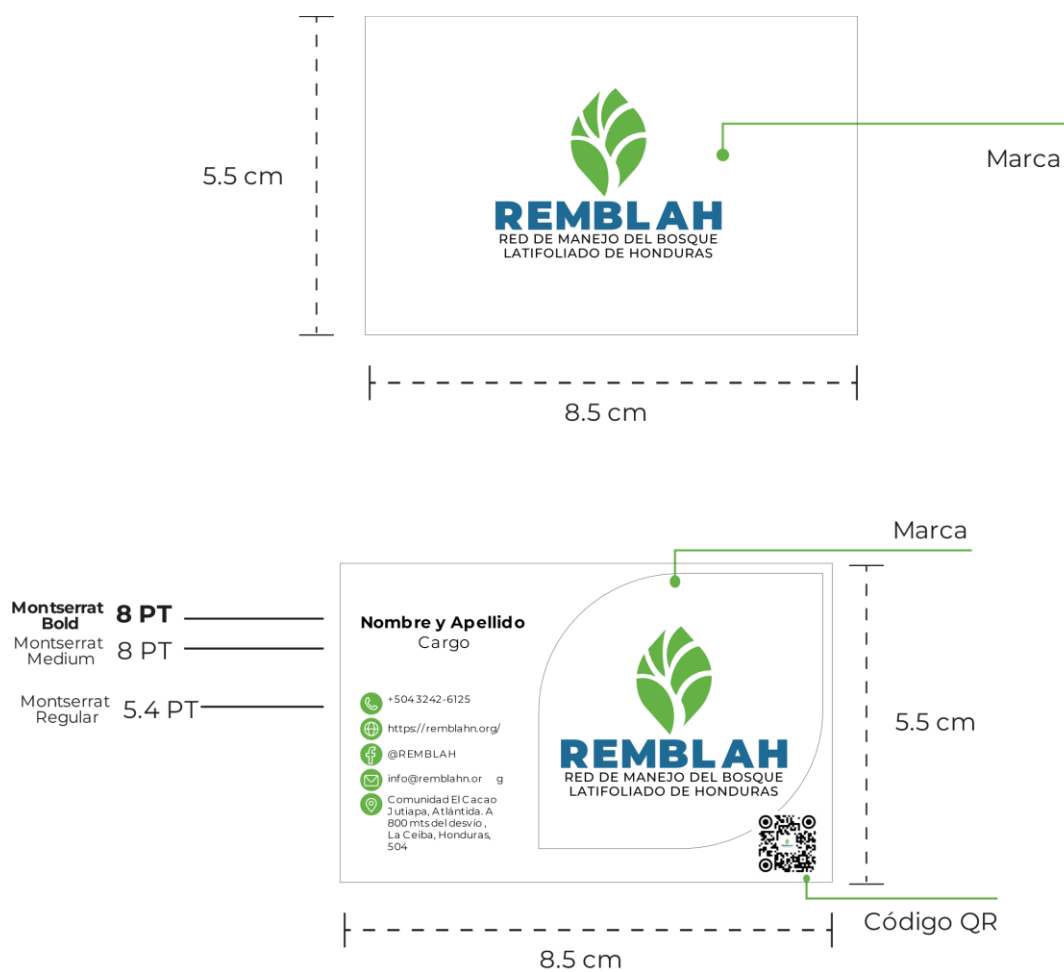 5.5 cm
Marca
REMBLAH
RED DE MANEJO DEL BOSQUE
LATIFOLIADO DE HONDURAS
8.5 cm
Marca
Montserrat
Bold
8 PT
Montserrat
Medium
8 PT
Montserrat
Regular
5.4 PT
Nombre y Apellido
Cargo
+504 3242-6125
https://remblahn.org/
@REMBLAH
info@remblahn.or g
Comunidad El Cacao
Jutiapa, Atlántida. A
800 mts del desvío ,
La Ceiba, Honduras,
504
REMBLAH
RED DE MANEJO DEL BOSQUE
LATIFOLIADO DE HONDURAS
5.5 cm
Código QR
8.5 cm